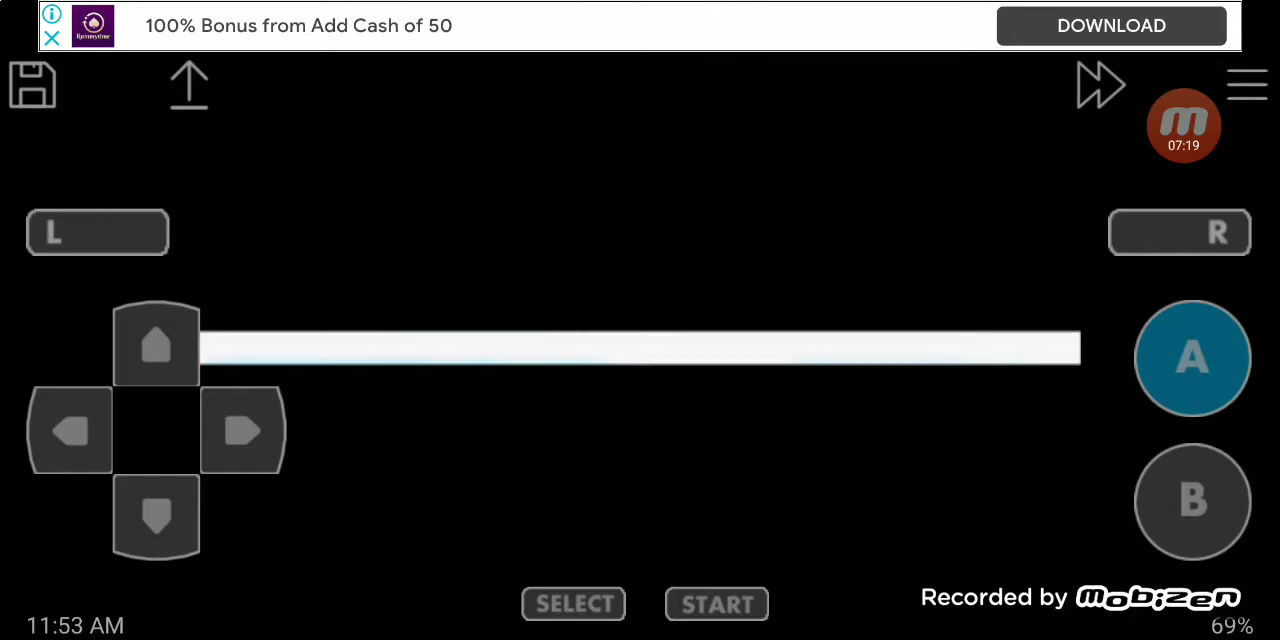 100% Bonus from Add Cash of 50
DOWNLOAD
Rummytime
07:19
L
R
A
B
SELECT
START
Recorded by mobizen
11:53 AM
69%